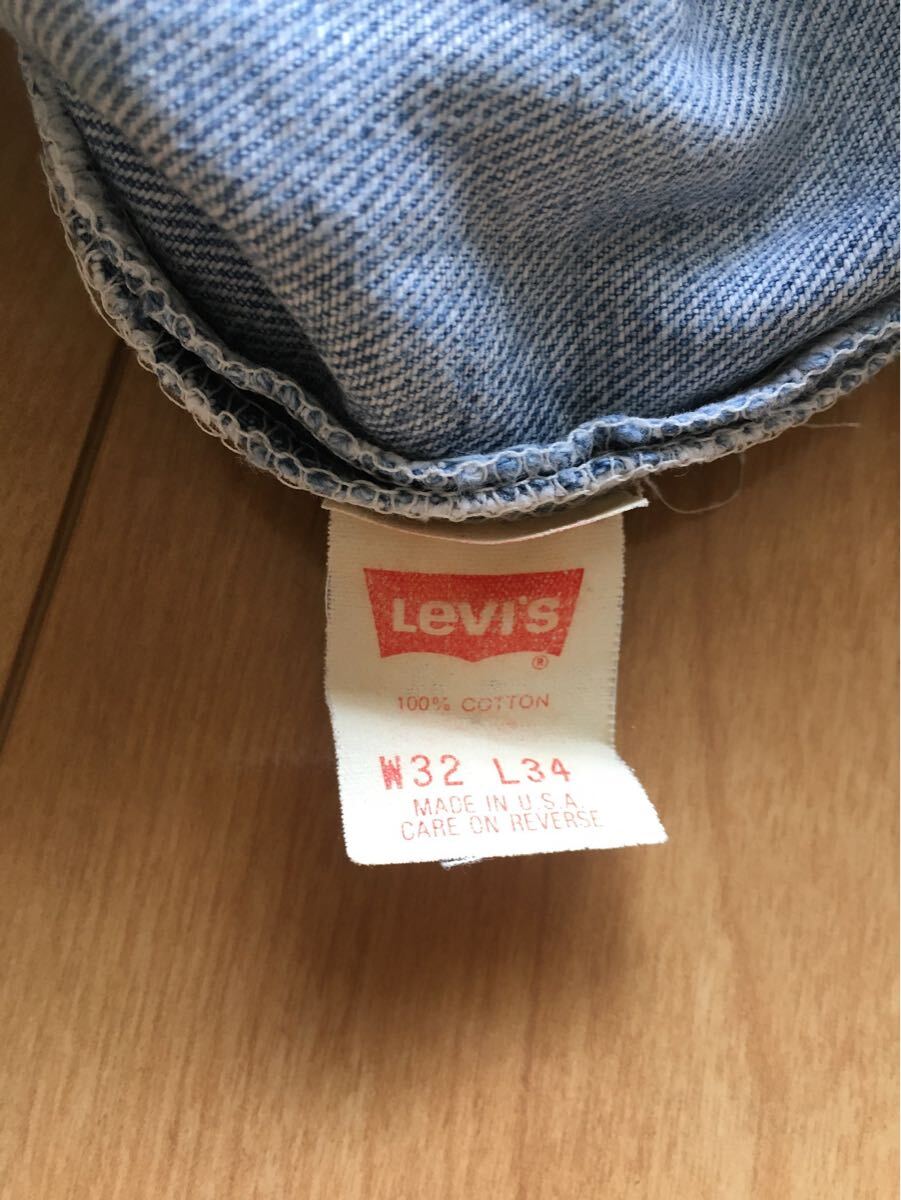 Levi's
®
100% COTTON
W32 L34
MADE IN U.S.A.
CARE ON REVERSE